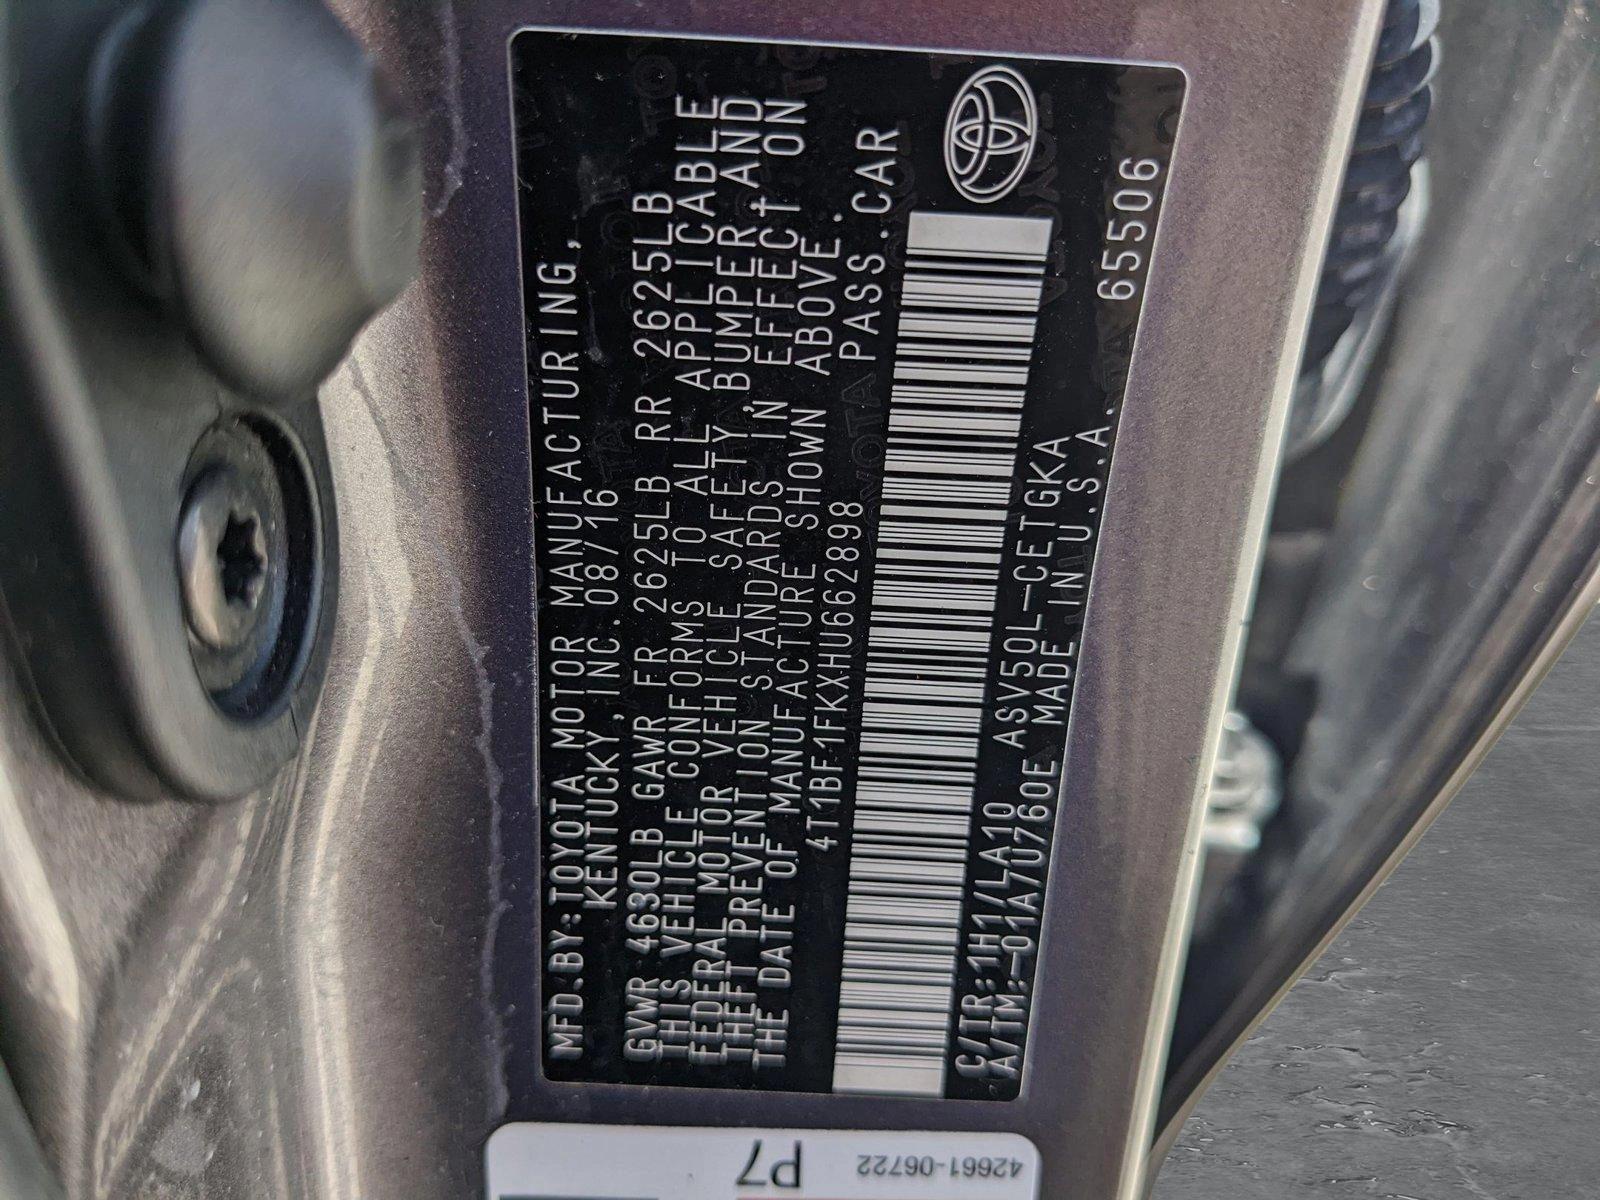 MFD.BY:TOYOTA MOTOR MANUFACTURING,
KENTUCKY,INC.08/16
GVWR 4630LB GAWR FR 2625LB RR 2625LB
THIS VEHICLE CONFORMS TO ALL APPLICABLE
FEDERAL MOTOR VEHICLE SAFETY, BUMPER, AND
THEFT PREVENTION STANDARDS IN EFFECT ON
THE DATE OF MANUFACTURE SHOWN ABOVE.
4T1BF1FKXHU662898 PASS.CAR
C/TR:1H1/LA10 ASV50L-CETGKA
A/TM:-01A/U760E MADE IN U.S.A. 65506
P7
42661-06722